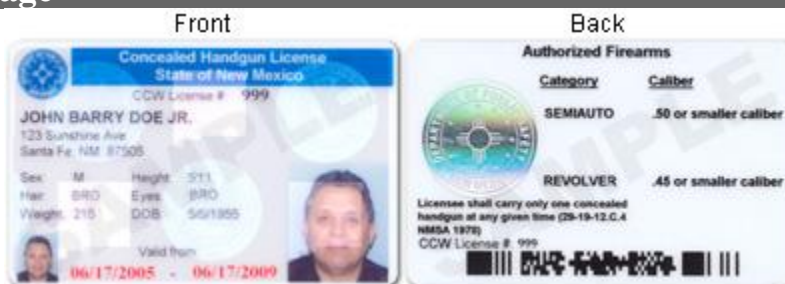 age
Front
Concealed Handgun License
State of New Mexico
CCW License # 999
JOHN BARRY DOE JR.
123 Sunshine Ave
Santa Fe, NM 87505
Sex: M Height: 511
Hair: BRO Eyes: BRO
Weight: 215 DOB: 5/5/1955
Valid from
06/17/2005 - 06/17/2009
SAMPLE
Back
Authorized Firearms
Category Caliber
SEMIAUTO .50 or smaller caliber
REVOLVER .45 or smaller caliber
Licensee shall carry only one concealed
handgun at any given time (29-19-12.C.4
NMSA 1978)
CCW License # 999
SAMPLE